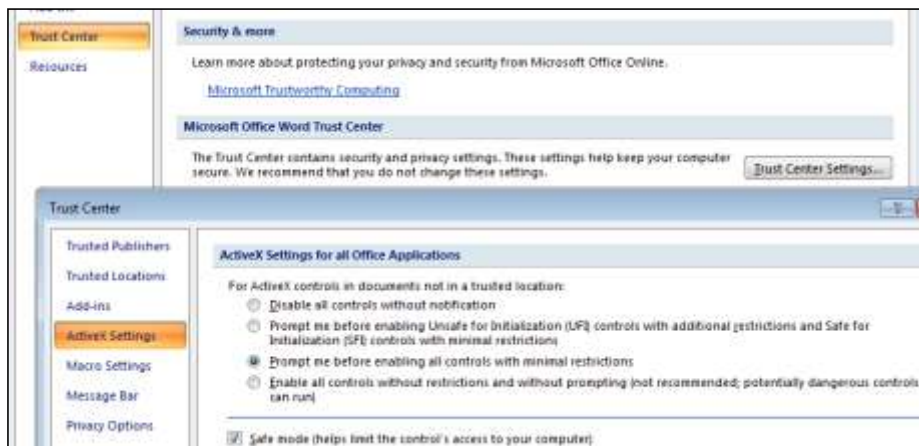 Trust Center
Security & more
Resources
Learn more about protecting your privacy and security from Microsoft Office Online.
Microsoft Trustworthy Computing
Microsoft Office Word Trust Center
The Trust Center contains security and privacy settings. These settings help keep your computer
secure. We recommend that you do not change these settings.
Trust Center Settings...
Trust Center
Trusted Publishers
Trusted Locations
Add-ins
ActiveX Settings
Macro Settings
Message Bar
Privacy Options
ActiveX Settings for all Office Applications
For ActiveX controls in documents not in a trusted location:
Disable all controls without notification
Prompt me before enabling Unsafe for Initialization (UFI) controls with additional restrictions and Safe for
Initialization (SFI) controls with minimal restrictions
Prompt me before enabling all controls with minimal restrictions
Enable all controls without restrictions and without prompting (not recommended; potentially dangerous controls
can run)
Safe mode (helps limit the control's access to your computer)